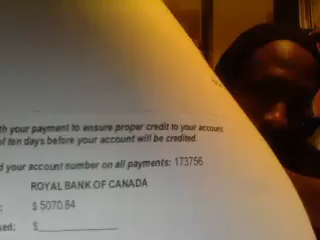 th your payment to ensure proper credit to your account.
of ten days before your account will be credited.
d your account number on all payments: 173756
ROYAL BANK OF CANADA
: $ 5070.84
sed: $